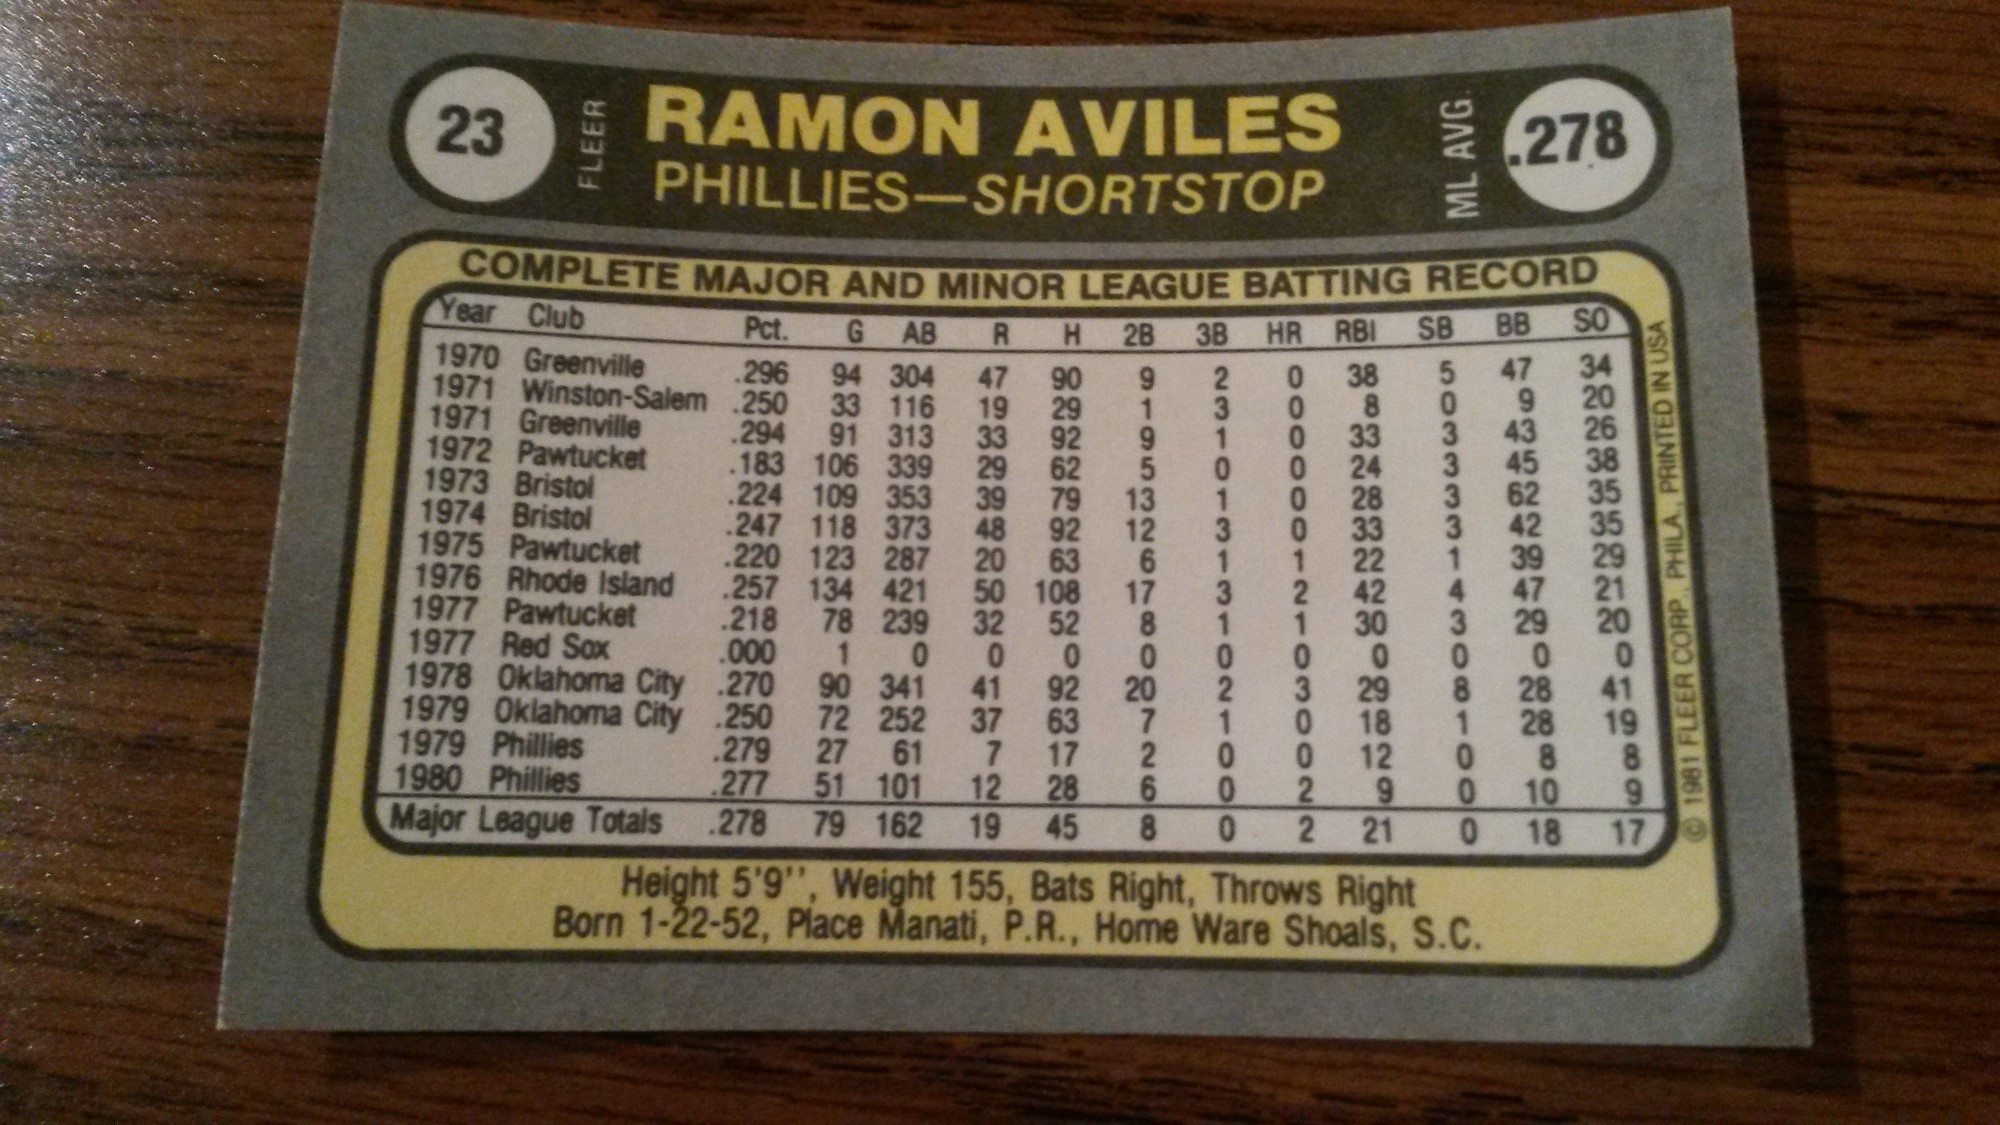 23 FLEER RAMON AVILES ML AVG. .278
PHILLIES—SHORTSTOP
COMPLETE MAJOR AND MINOR LEAGUE BATTING RECORD
Year Club Pct. G AB R H 2B 3B HR RBI SB BB SO
1970 Greenville .296 94 304 47 90 9 2 0 38 5 47 34
1971 Winston-Salem .250 33 116 19 29 1 3 0 8 0 9 20
1971 Greenville .294 91 313 33 92 9 1 0 33 3 43 26
1972 Pawtucket .183 106 339 29 62 5 0 0 24 3 45 38
1973 Bristol .224 109 353 39 79 13 1 0 28 3 62 35
1974 Bristol .247 118 373 48 92 12 3 0 33 3 42 35
1975 Pawtucket .220 123 287 20 63 6 1 1 22 1 39 29
1976 Rhode Island .257 134 421 50 108 17 3 2 42 4 47 21
1977 Pawtucket .218 78 239 32 52 8 1 1 30 3 29 20
1977 Red Sox .000 1 0 0 0 0 0 0 0 0 0 0
1978 Oklahoma City .270 90 341 41 92 20 2 3 29 8 28 41
1979 Oklahoma City .250 72 252 37 63 7 1 0 18 1 28 19
1979 Phillies .279 27 61 7 17 2 0 0 12 0 8 8
1980 Phillies .277 51 101 12 28 6 0 2 9 0 10 9
Major League Totals .278 79 162 19 45 8 0 2 21 0 18 17
Height 5'9'', Weight 155, Bats Right, Throws Right
Born 1-22-52, Place Manati, P.R., Home Ware Shoals, S.C.
© 1981 FLEER CORP., PHILA., PRINTED IN USA